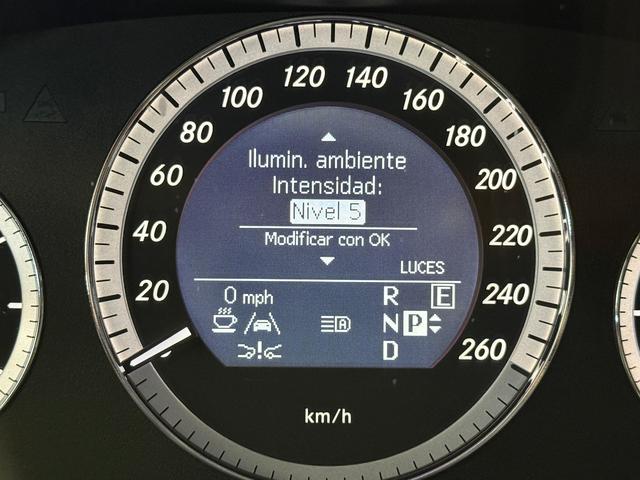 120 140
100 160
80 180
60 200
40 220
20 240
260
Ilumin. ambiente
Intensidad:
Nivel 5
Modificar con OK
LUCES
0 mph
R E
N P
D
A
km/h